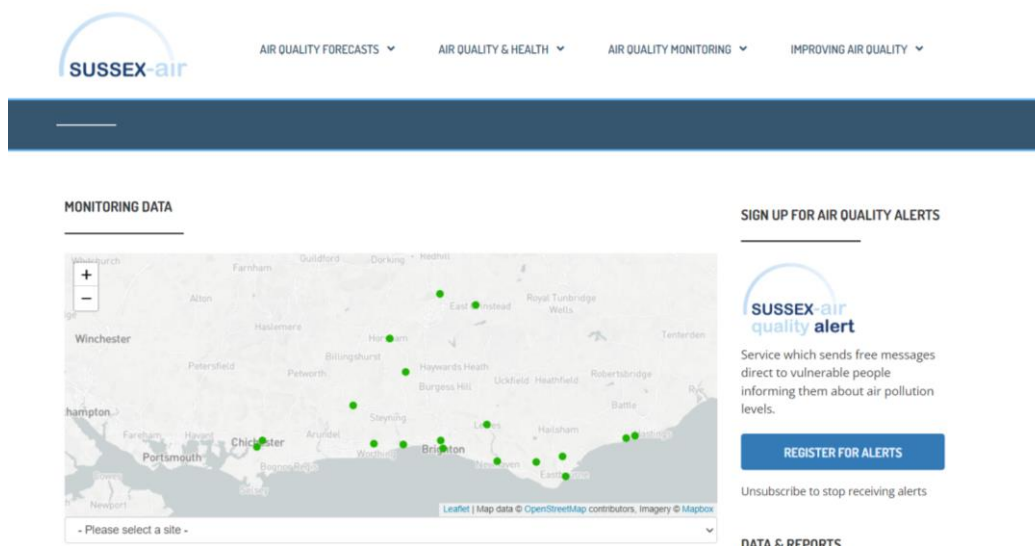 SUSSEX-air
AIR QUALITY FORECASTS
AIR QUALITY & HEALTH
AIR QUALITY MONITORING
IMPROVING AIR QUALITY
MONITORING DATA
+
−
Whitchurch
Farnham
Guildford
Dorking
Redhill
Alton
East Grinstead
Royal Tunbridge
Wells
Winchester
Haslemere
Horsham
Tenterden
Billingshurst
Petersfield
Petworth
Haywards Heath
Burgess Hill
Uckfield
Heathfield
Robertsbridge
Rye
Battle
Steyning
Lewes
Hailsham
Hastings
Fareham
Havant
Chichester
Arundel
Worthing
Brighton
Portsmouth
Bognor Regis
Newhaven
Eastbourne
Selsey
Newport
Leaflet | Map data © OpenStreetMap contributors, Imagery © Mapbox
- Please select a site -
SIGN UP FOR AIR QUALITY ALERTS
SUSSEX-air
quality alert
Service which sends free messages
direct to vulnerable people
informing them about air pollution
levels.
REGISTER FOR ALERTS
Unsubscribe to stop receiving alerts
DATA & REPORTS